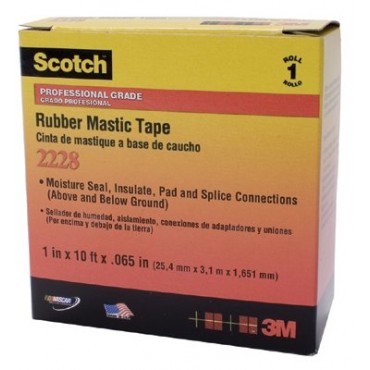 Scotch
ROLL
1
ROLLO
PROFESSIONAL GRADE
GRADO PROFESIONAL
Rubber Mastic Tape
Cinta de mastique a base de caucho
2228
• Moisture Seal, Insulate, Pad and Splice Connections
(Above and Below Ground)
• Sellador de humedad, aislamiento, conexiones de adaptadores y uniones
(Por encima y debajo de la tierra)
1 in x 10 ft x .065 in (25,4 mm x 3,1 m x 1,651 mm)
NASCAR
3M